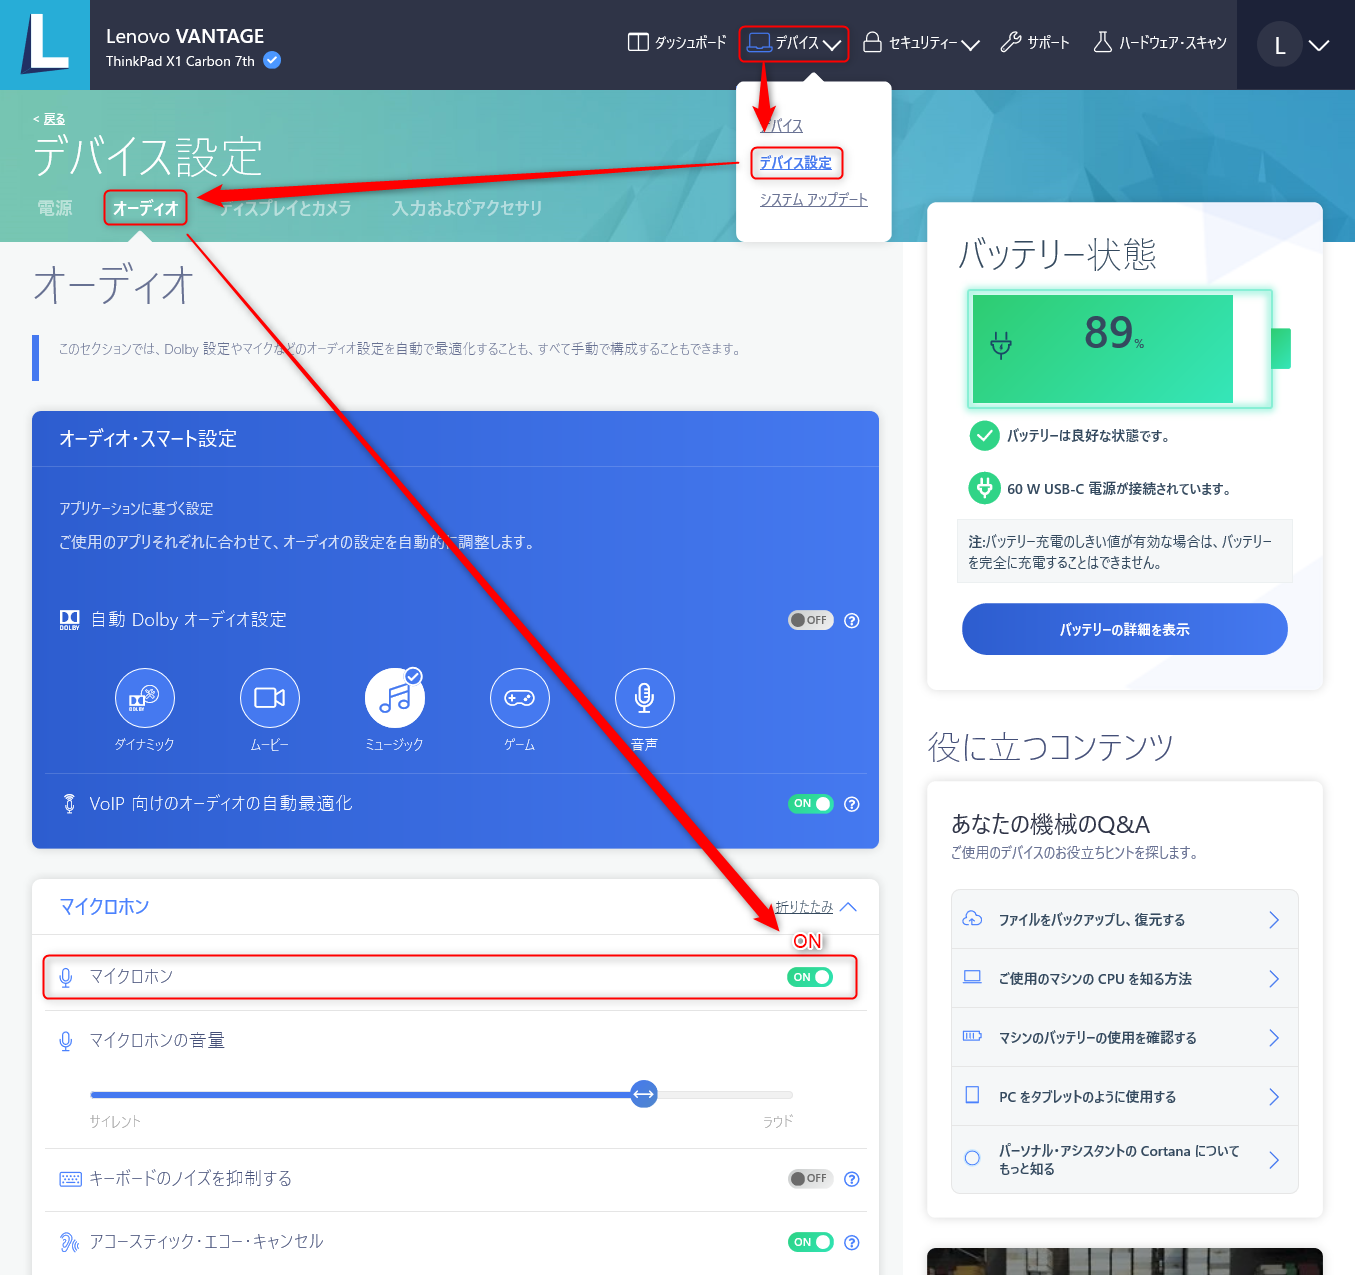 Lenovo VANTAGE
ThinkPad X1 Carbon 7th
ダッシュボード
デバイス
セキュリティー
サポート
ハードウェア・スキャン
L
デバイス
デバイス設定
システム アップデート
< 戻る
デバイス設定
電源
オーディオ
ディスプレイとカメラ
入力およびアクセサリ
オーディオ
このセクションでは、Dolby 設定やマイクなどのオーディオ設定を自動で最適化することも、すべて手動で構成することもできます。
オーディオ・スマート設定
アプリケーションに基づく設定
ご使用のアプリそれぞれに合わせて、オーディオの設定を自動的に調整します。
DOLBY
自動 Dolby オーディオ設定
OFF
ダイナミック
ムービー
ミュージック
ゲーム
音声
VoIP 向けのオーディオの自動最適化
ON
マイクロホン
折りたたみ
ON
マイクロホン
ON
マイクロホンの音量
サイレント
ラウド
キーボードのノイズを抑制する
OFF
アコースティック・エコー・キャンセル
ON
バッテリー状態
89%
バッテリーは良好な状態です。
60 W USB-C 電源が接続されています。
注:バッテリー充電のしきい値が有効な場合は、バッテリー
を完全に充電することはできません。
バッテリーの詳細を表示
役に立つコンテンツ
あなたの機械のQ&A
ご使用のデバイスのお役立ちヒントを探します。
ファイルをバックアップし、復元する
ご使用のマシンの CPU を知る方法
マシンのバッテリーの使用を確認する
PC をタブレットのように使用する
パーソナル・アシスタントの Cortana について
もっと知る